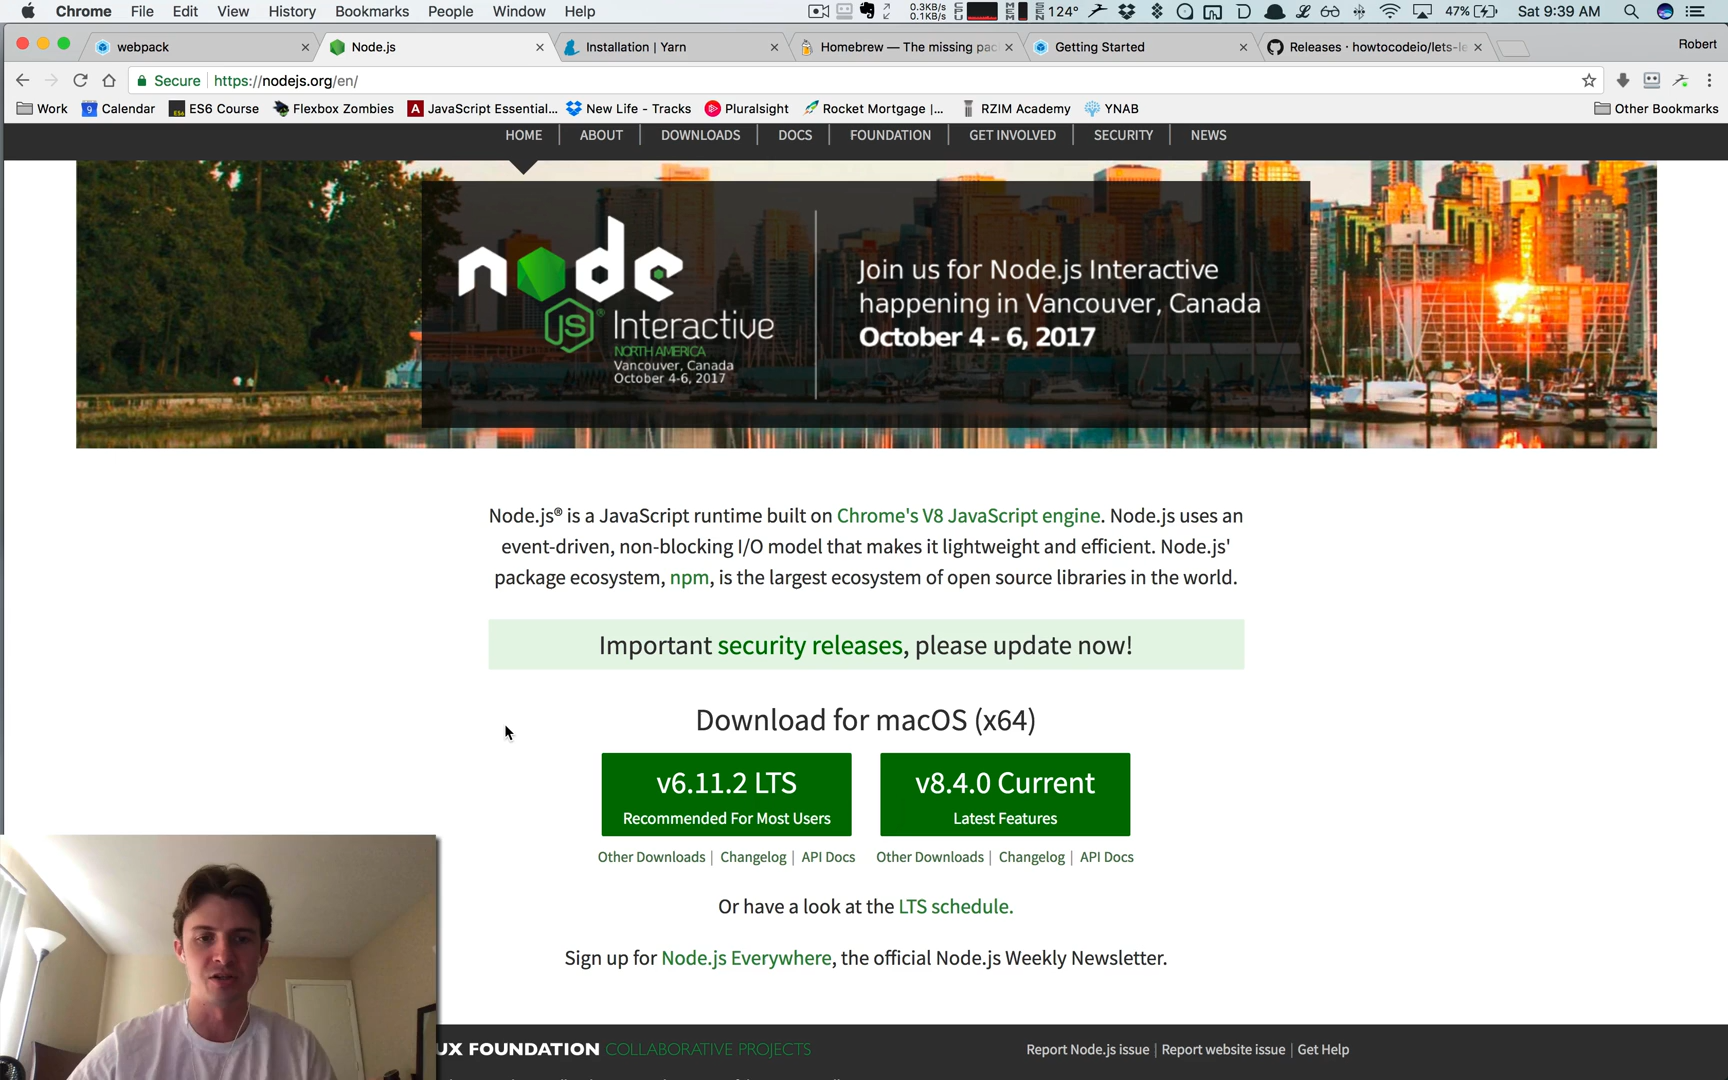 Chrome File Edit View History Bookmarks People Window Help 0.3KB/s 0.1KB/s CPU MEM SEN 124° 47% Sat 9:39 AM
webpack Node.js Installation | Yarn Homebrew — The missing pac Getting Started Releases · howtocodeio/lets-le Robert
Secure https://nodejs.org/en/
Work Calendar ES6 Course Flexbox Zombies JavaScript Essential... New Life - Tracks Pluralsight Rocket Mortgage |... RZIM Academy YNAB Other Bookmarks
HOME ABOUT DOWNLOADS DOCS FOUNDATION GET INVOLVED SECURITY NEWS
node
JS Interactive
NORTH AMERICA
Vancouver, Canada
October 4-6, 2017
Join us for Node.js Interactive
happening in Vancouver, Canada
October 4 - 6, 2017
Node.js® is a JavaScript runtime built on Chrome's V8 JavaScript engine. Node.js uses an
event-driven, non-blocking I/O model that makes it lightweight and efficient. Node.js'
package ecosystem, npm, is the largest ecosystem of open source libraries in the world.
Important security releases, please update now!
Download for macOS (x64)
v6.11.2 LTS
Recommended For Most Users
v8.4.0 Current
Latest Features
Other Downloads | Changelog | API Docs
Other Downloads | Changelog | API Docs
Or have a look at the LTS schedule.
Sign up for Node.js Everywhere, the official Node.js Weekly Newsletter.
UX FOUNDATION COLLABORATIVE PROJECTS
Report Node.js issue | Report website issue | Get Help